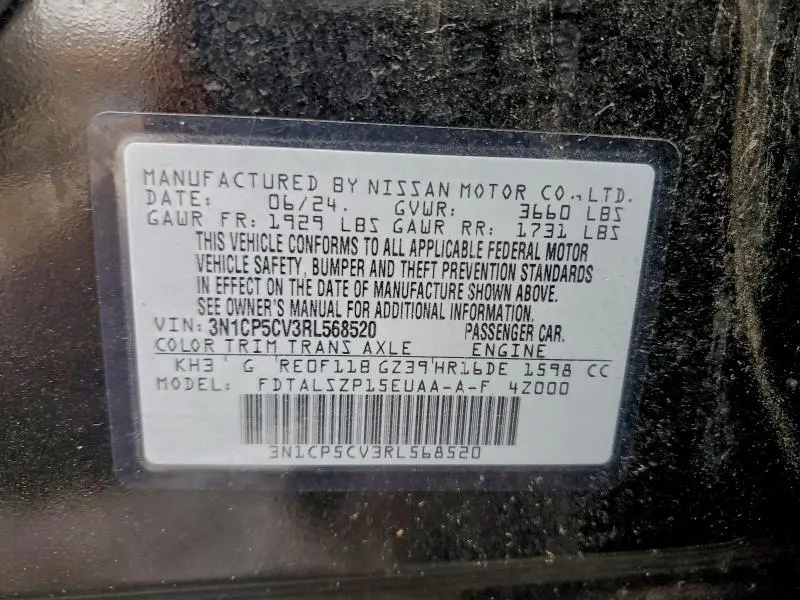 MANUFACTURED BY NISSAN MOTOR CO., LTD.
DATE: 06/24. GVWR: 3660 LBS
GAWR FR: 1929 LBS GAWR RR: 1731 LBS
THIS VEHICLE CONFORMS TO ALL APPLICABLE FEDERAL MOTOR
VEHICLE SAFETY, BUMPER AND THEFT PREVENTION STANDARDS
IN EFFECT ON THE DATE OF MANUFACTURE SHOWN ABOVE.
SEE OWNER'S MANUAL FOR ADDITIONAL INFORMATION.
VIN: 3N1CP5CV3RL568520 PASSENGER CAR.
COLOR TRIM TRANS AXLE ENGINE
KH3 G RE0F11B GZ39 HR16DE 1598 CC
MODEL: FDTALSZP15EUAA-A-F 4Z000
3N1CP5CV3RL568520